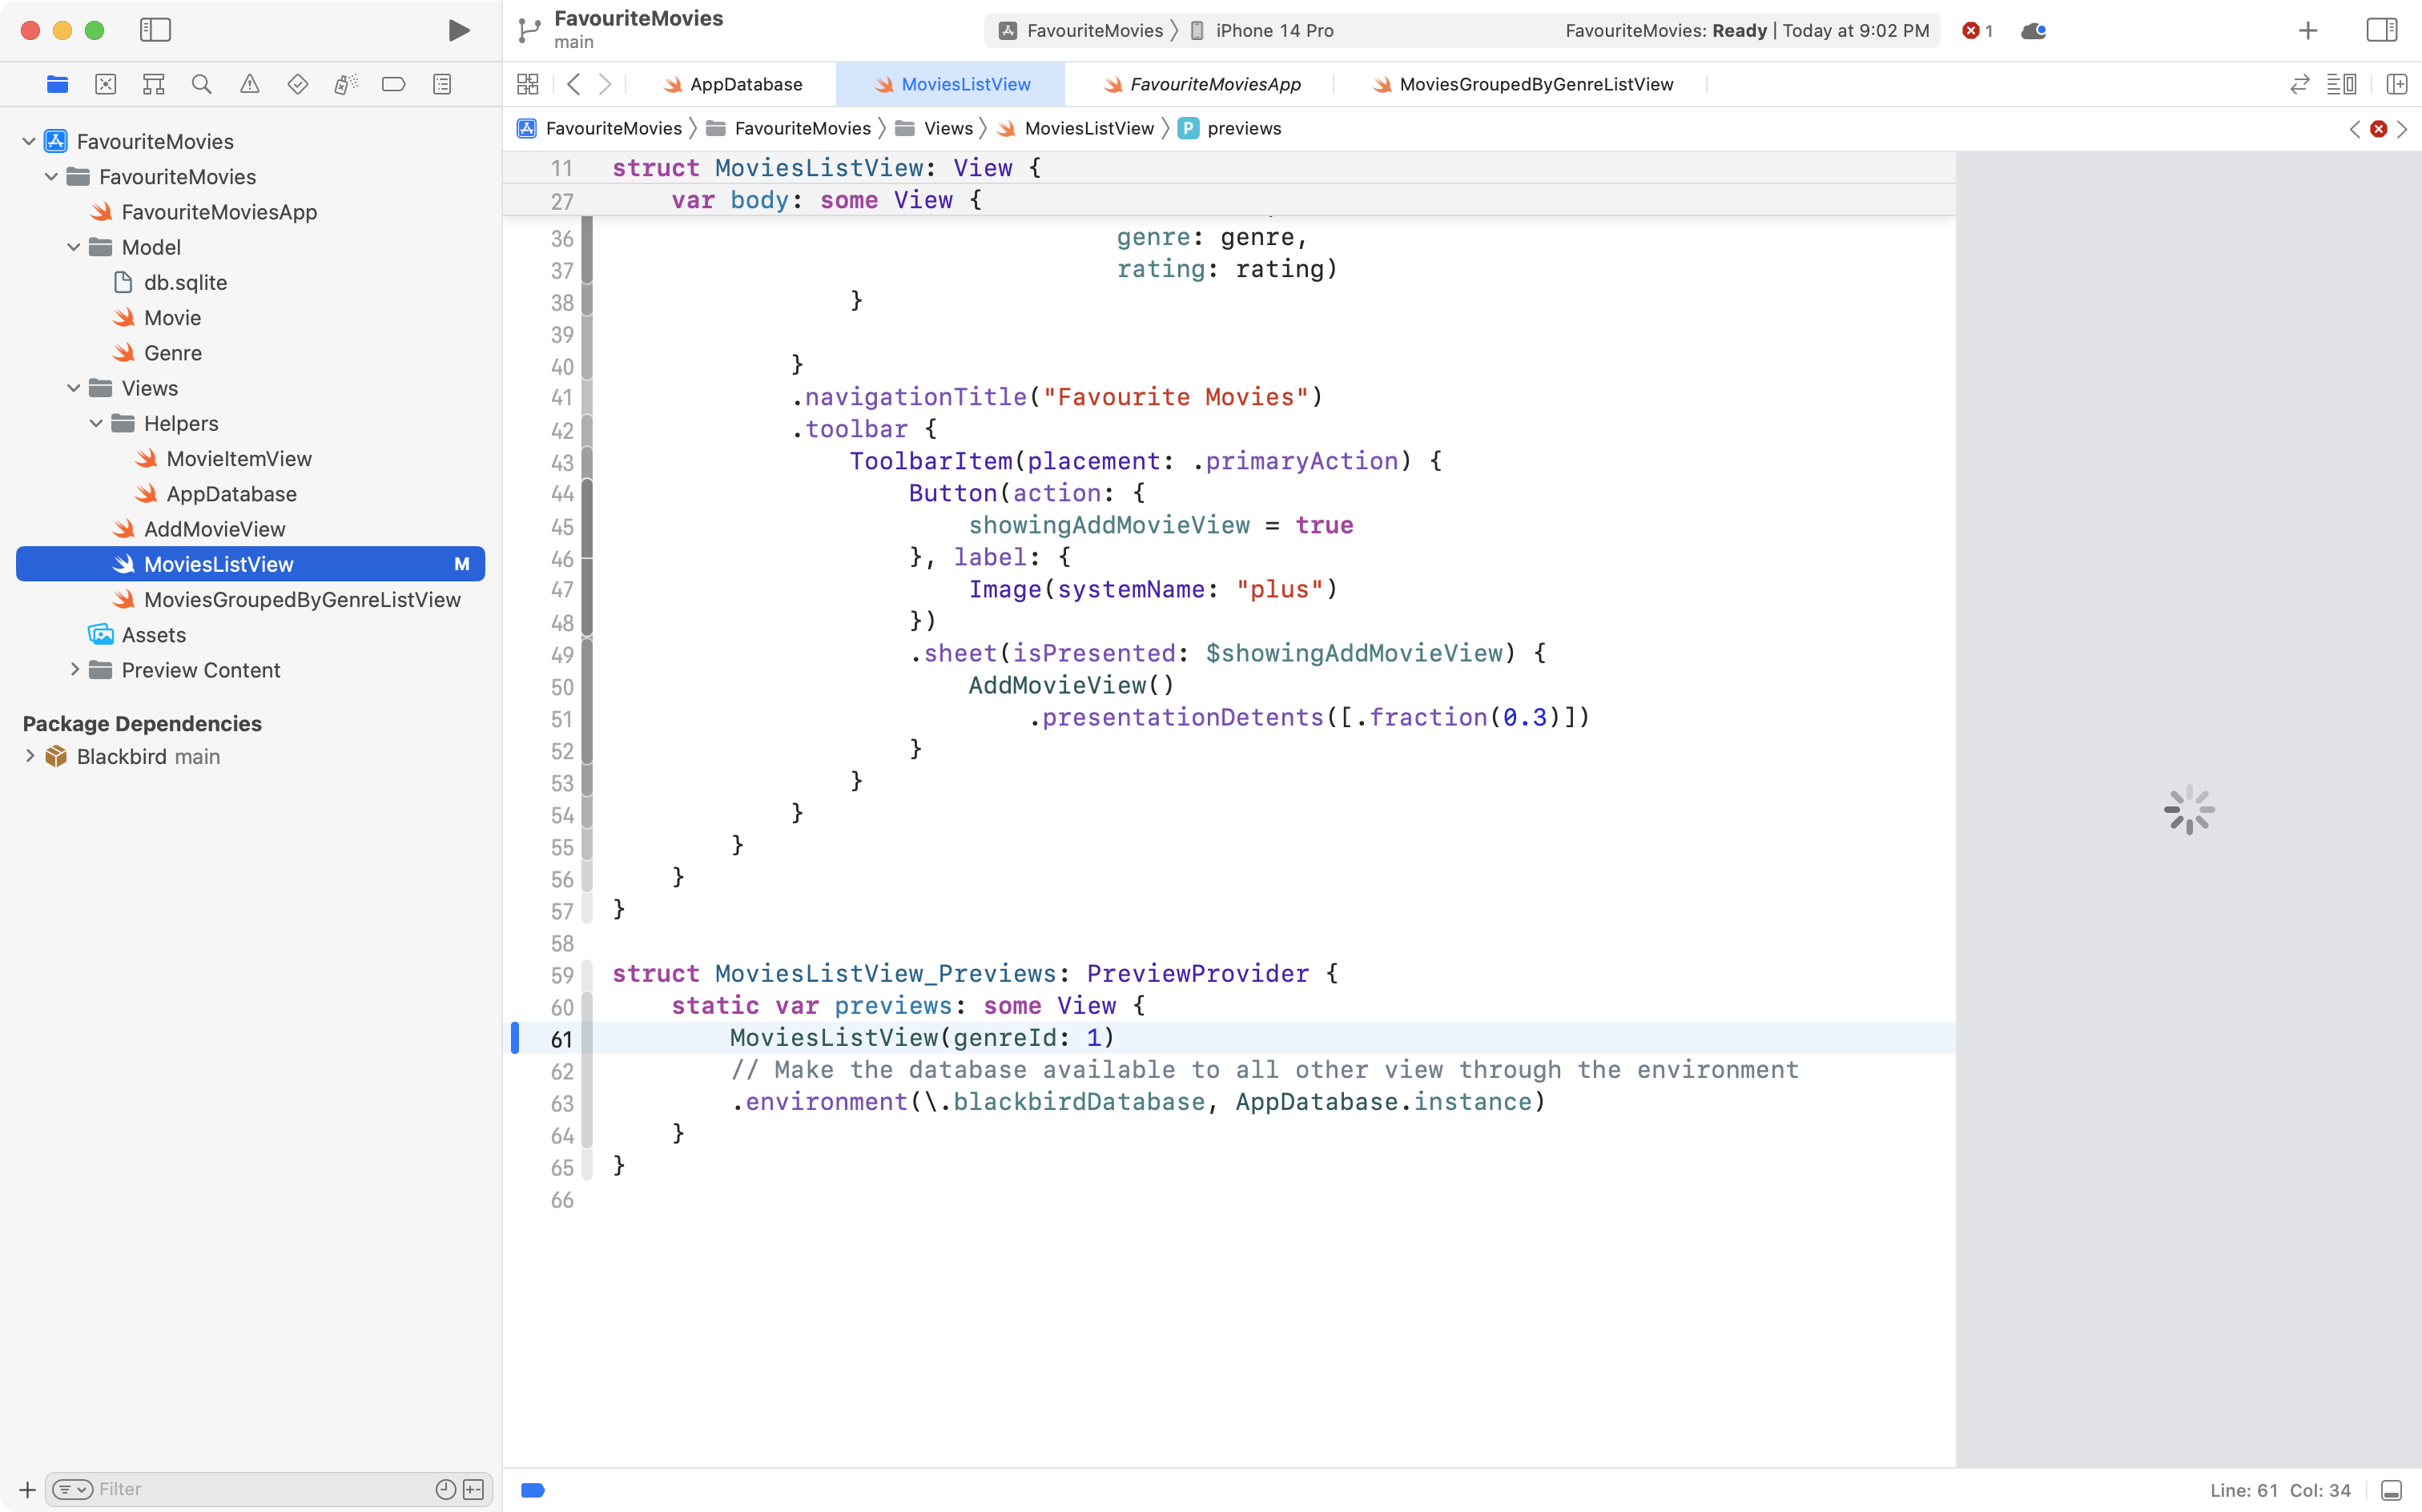 FavouriteMovies
main
FavouriteMovies
iPhone 14 Pro
FavouriteMovies: Ready | Today at 9:02 PM
1
AppDatabase
MoviesListView
FavouriteMoviesApp
MoviesGroupedByGenreListView
FavouriteMovies
FavouriteMovies
Views
MoviesListView
P previews
FavouriteMovies
FavouriteMovies
FavouriteMoviesApp
Model
db.sqlite
Movie
Genre
Views
Helpers
MovieItemView
AppDatabase
AddMovieView
MoviesListView M
MoviesGroupedByGenreListView
Assets
Preview Content
Package Dependencies
Blackbird main
Filter
11 struct MoviesListView: View {
27 var body: some View {
36 genre: genre,
37 rating: rating)
38 }
39
40 }
41 .navigationTitle("Favourite Movies")
42 .toolbar {
43 ToolbarItem(placement: .primaryAction) {
44 Button(action: {
45 showingAddMovieView = true
46 }, label: {
47 Image(systemName: "plus")
48 })
49 .sheet(isPresented: $showingAddMovieView) {
50 AddMovieView()
51 .presentationDetents([.fraction(0.3)])
52 }
53 }
54 }
55 }
56 }
57 }
58
59 struct MoviesListView_Previews: PreviewProvider {
60 static var previews: some View {
61 MoviesListView(genreId: 1)
62 // Make the database available to all other view through the environment
63 .environment(\.blackbirdDatabase, AppDatabase.instance)
64 }
65 }
66
Line: 61 Col: 34